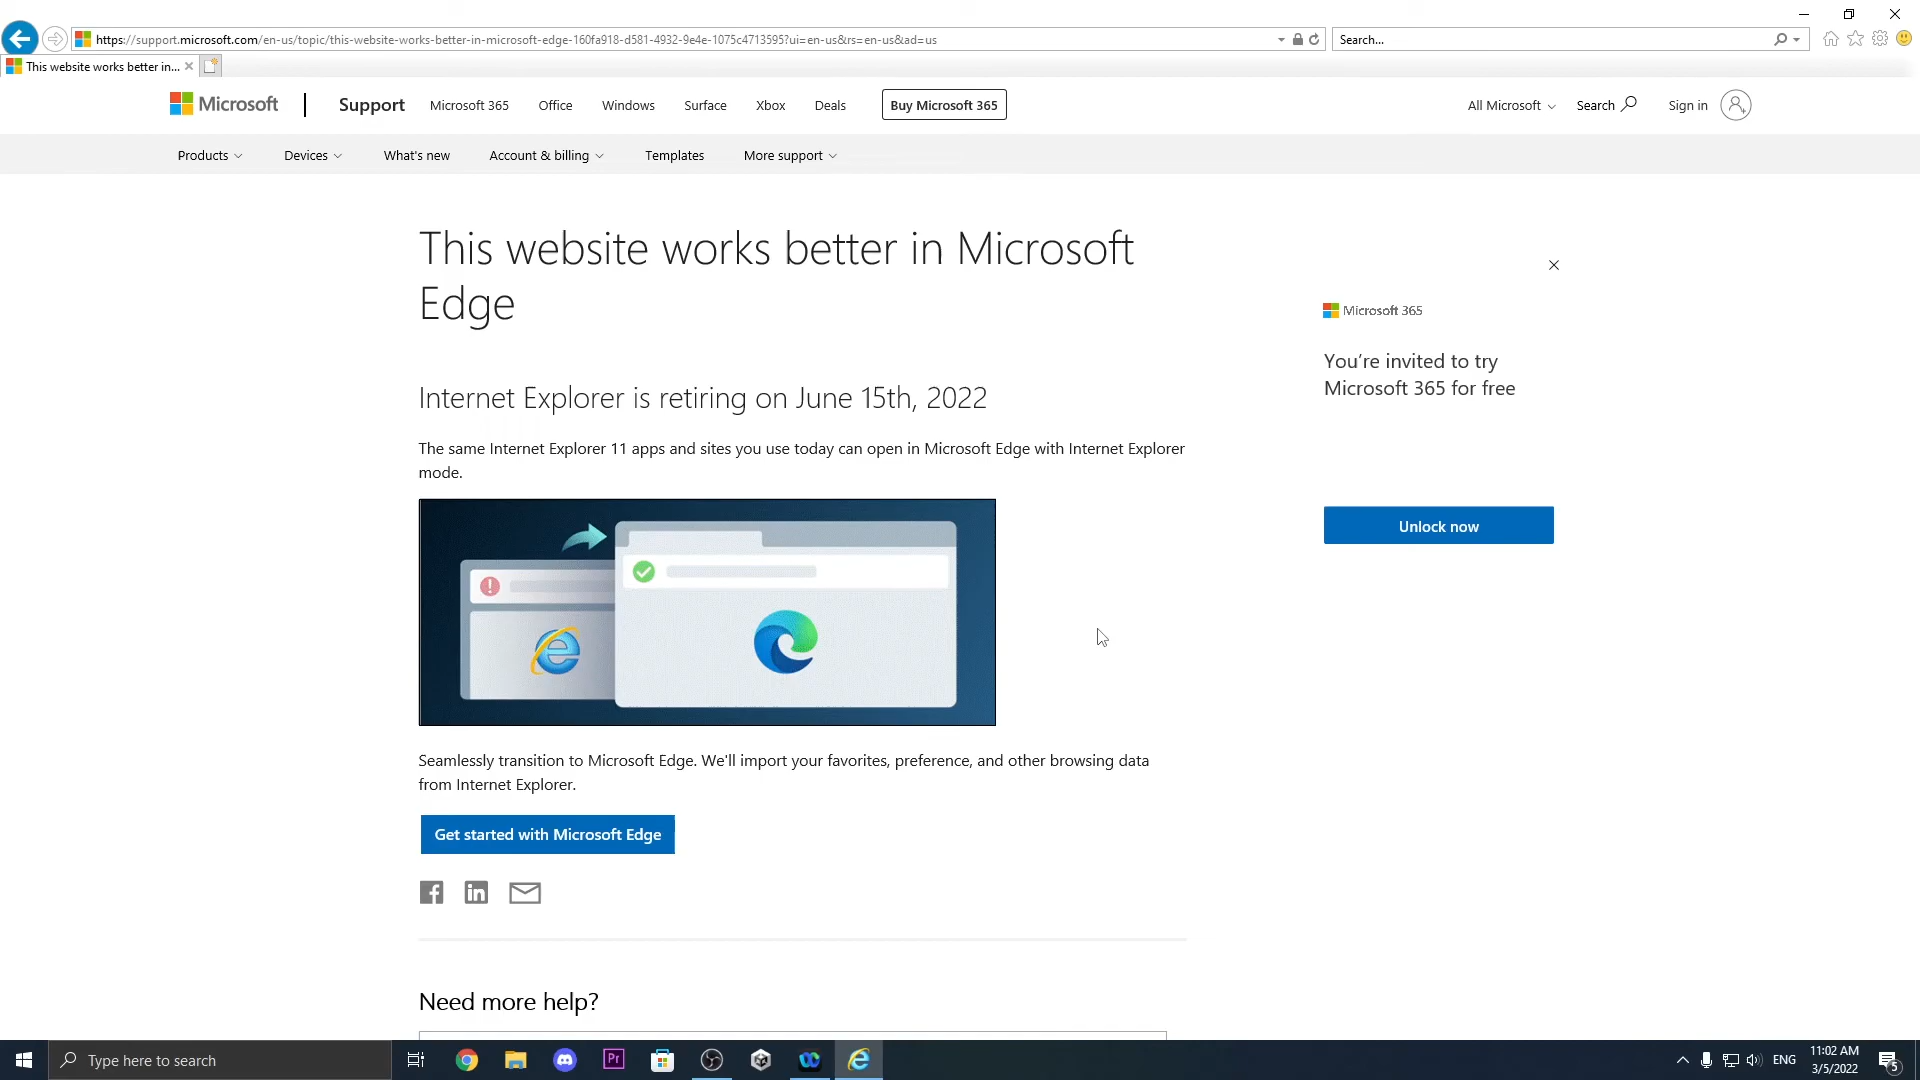 https://support.microsoft.com/en-us/topic/this-website-works-better-in-microsoft-edge-160fa918-d581-4932-9e4e-1075c4713595?ui=en-us&rs=en-us&ad=us
Search...
This website works better in...
Microsoft
Support
Microsoft 365
Office
Windows
Surface
Xbox
Deals
Buy Microsoft 365
All Microsoft
Search
Sign in
Products
Devices
What's new
Account & billing
Templates
More support
This website works better in Microsoft
Edge
Internet Explorer is retiring on June 15th, 2022
The same Internet Explorer 11 apps and sites you use today can open in Microsoft Edge with Internet Explorer
mode.
Seamlessly transition to Microsoft Edge. We'll import your favorites, preference, and other browsing data
from Internet Explorer.
Get started with Microsoft Edge
Need more help?
Microsoft 365
You’re invited to try
Microsoft 365 for free
Unlock now
Type here to search
Pr
ENG
11:02 AM
3/5/2022
5